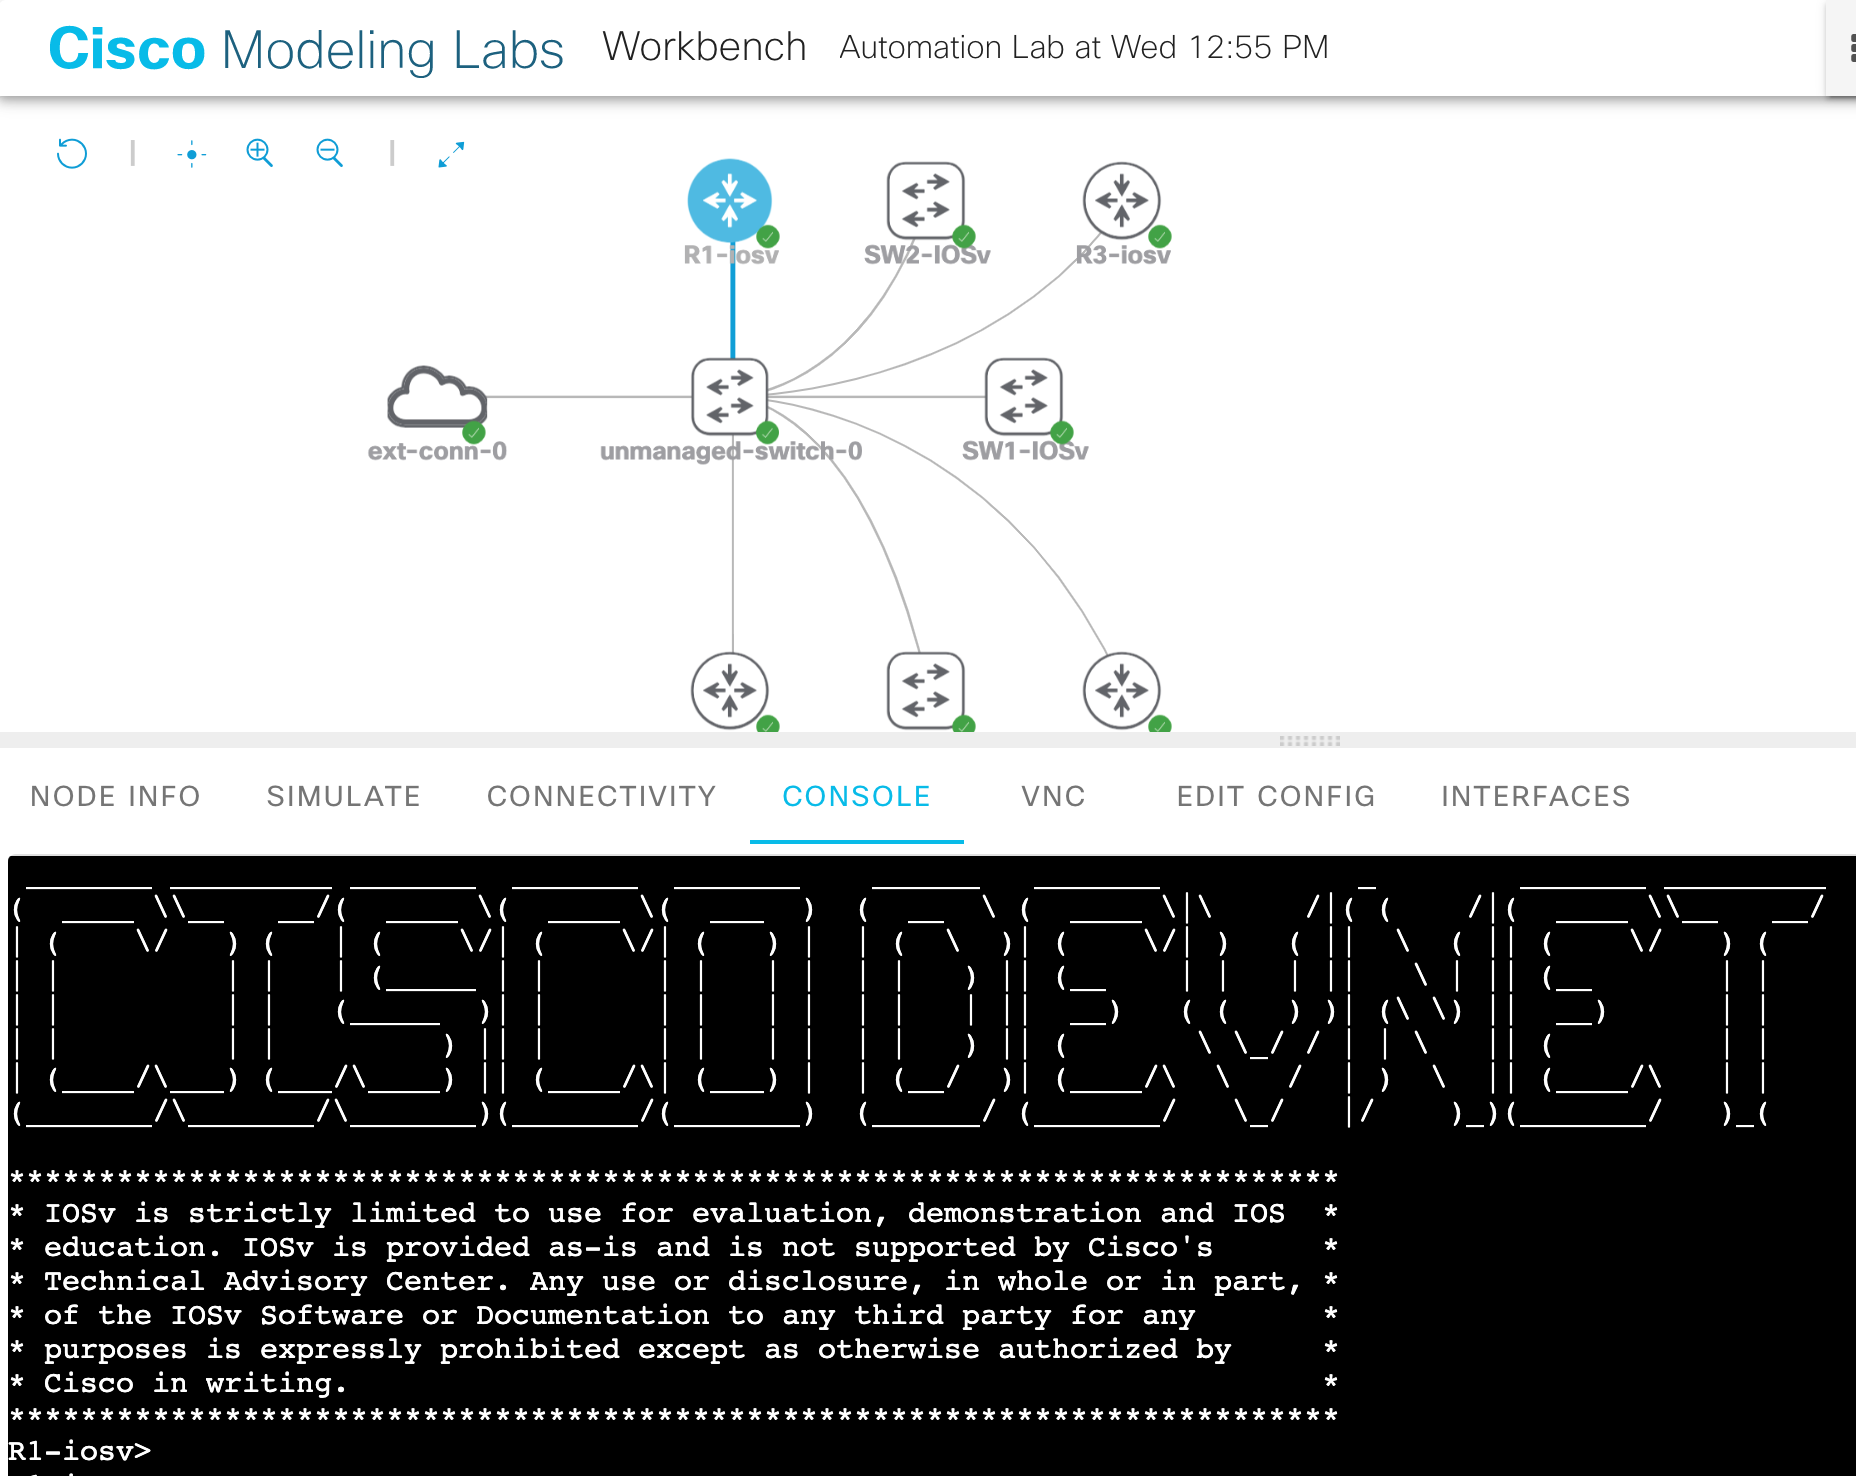 Cisco Modeling Labs Workbench Automation Lab at Wed 12:55 PM
R1-iosv SW2-IOSv R3-iosv
ext-conn-0 unmanaged-switch-0 SW1-IOSv
NODE INFO SIMULATE CONNECTIVITY CONSOLE VNC EDIT CONFIG INTERFACES
CISCO DEVNET
**************************************************************************
* IOSv is strictly limited to use for evaluation, demonstration and IOS  *
* education. IOSv is provided as-is and is not supported by Cisco's      *
* Technical Advisory Center. Any use or disclosure, in whole or in part, *
* of the IOSv Software or Documentation to any third party for any       *
* purposes is expressly prohibited except as otherwise authorized by     *
* Cisco in writing.                                                      *
**************************************************************************
R1-iosv>